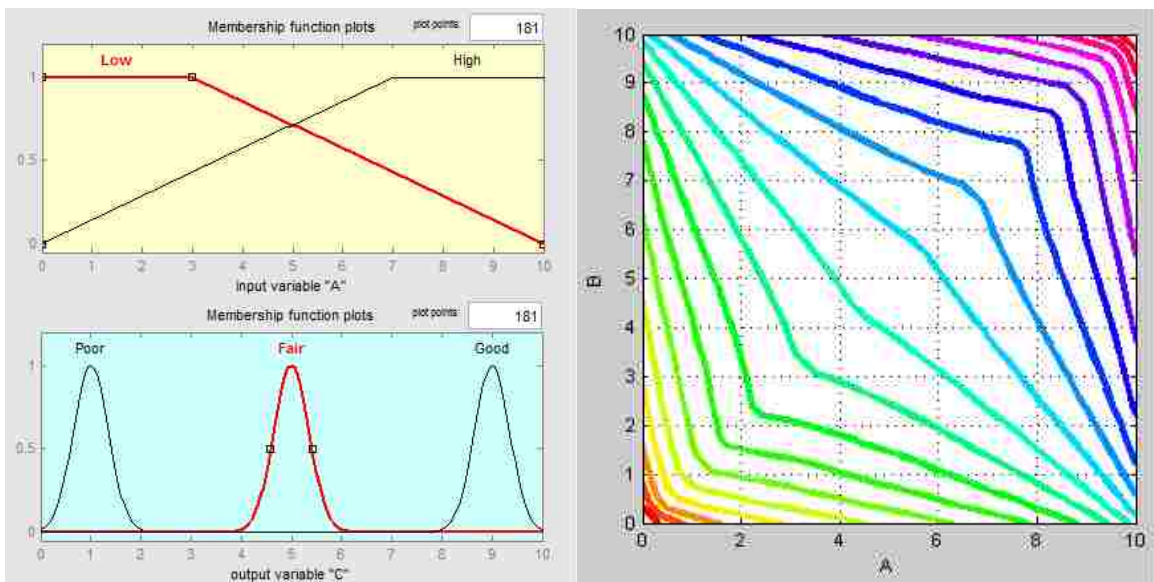 Membership function plots plot points: 181
Low High
1
0.5
0
0 1 2 3 4 5 6 7 8 9 10
input variable "A"
Membership function plots plot points: 181
Poor Fair Good
1
0.5
0
0 1 2 3 4 5 6 7 8 9 10
output variable "C"
10
9
8
7
6
5
4
3
2
1
0
B
0 2 4 6 8 10
A